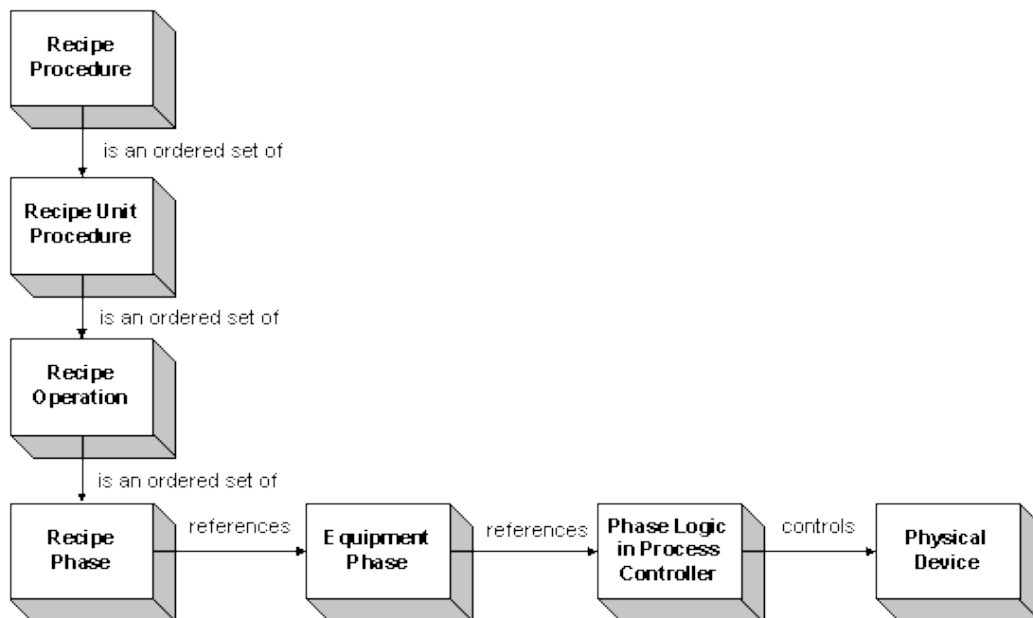 Recipe
Procedure
is an ordered set of
Recipe Unit
Procedure
is an ordered set of
Recipe
Operation
is an ordered set of
Recipe
Phase
references
Equipment
Phase
references
Phase Logic
in Process
Controller
controls
Physical
Device